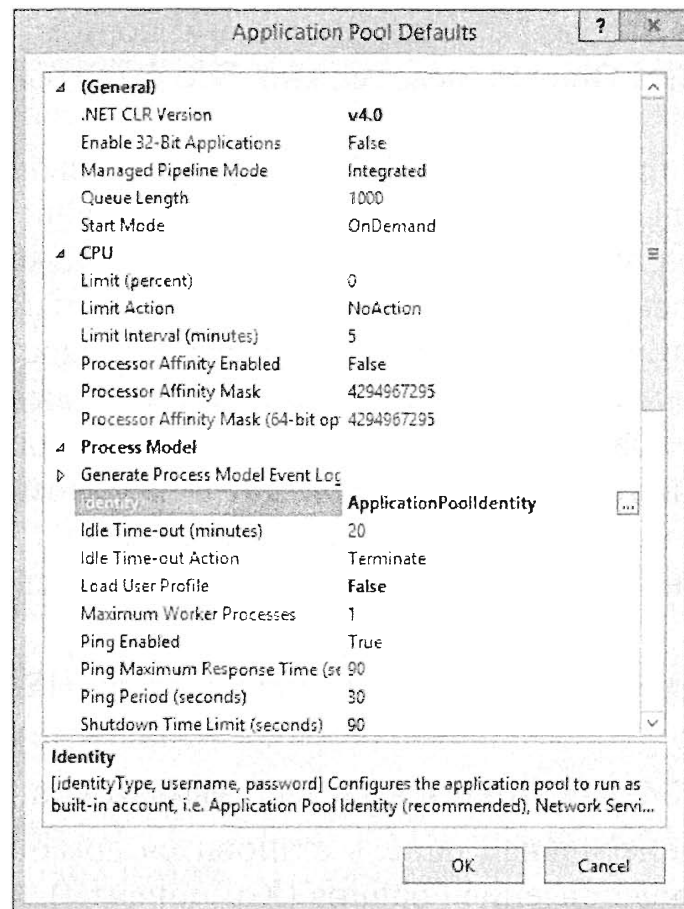 Application Pool Defaults ? ×
(General)
.NET CLR Version v4.0
Enable 32-Bit Applications False
Managed Pipeline Mode Integrated
Queue Length 1000
Start Mode OnDemand
CPU
Limit (percent) 0
Limit Action NoAction
Limit Interval (minutes) 5
Processor Affinity Enabled False
Processor Affinity Mask 4294967295
Processor Affinity Mask (64-bit op 4294967295
Process Model
Generate Process Model Event Log
Identity ApplicationPoolIdentity ...
Idle Time-out (minutes) 20
Idle Time-out Action Terminate
Load User Profile False
Maximum Worker Processes 1
Ping Enabled True
Ping Maximum Response Time (se 90
Ping Period (seconds) 30
Shutdown Time Limit (seconds) 90
Identity
[identityType, username, password] Configures the application pool to run as
built-in account, i.e. Application Pool Identity (recommended), Network Servi...
OK Cancel